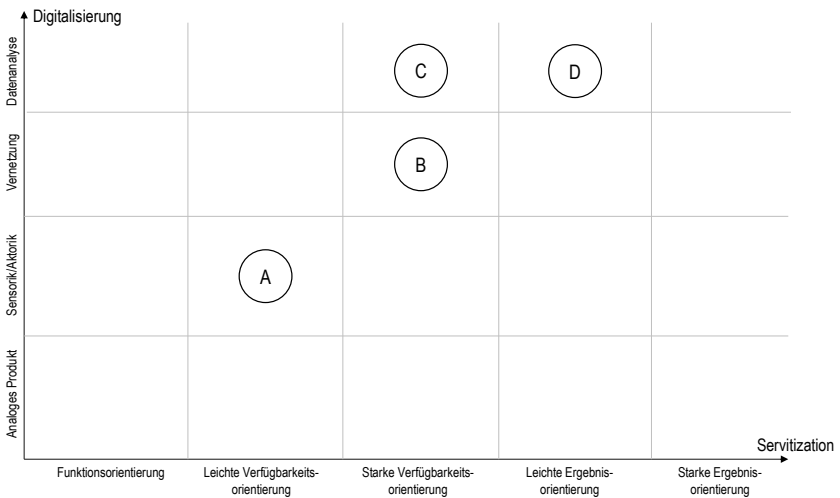 Digitalisierung
Datenanalyse
C
D
Vernetzung
B
Sensorik/Aktorik
A
Analoges Produkt
Servitization
Funktionsorientierung
Leichte Verfügbarkeits-
orientierung
Starke Verfügbarkeits-
orientierung
Leichte Ergebnis-
orientierung
Starke Ergebnis-
orientierung